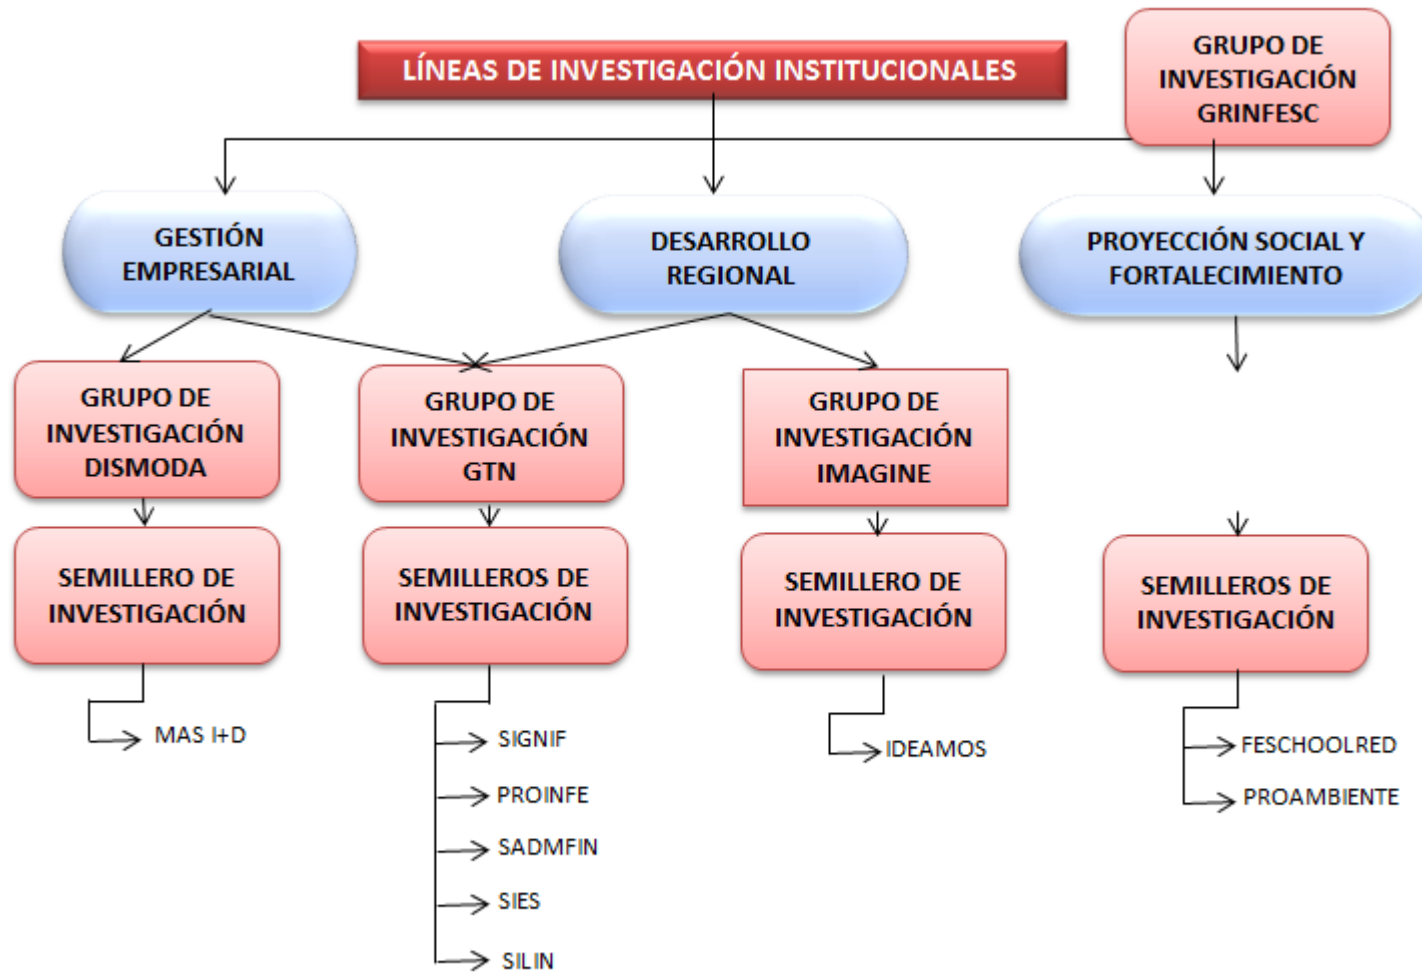 LÍNEAS DE INVESTIGACIÓN INSTITUCIONALES
GRUPO DE
INVESTIGACIÓN
GRINFESC
GESTIÓN
EMPRESARIAL
DESARROLLO
REGIONAL
PROYECCIÓN SOCIAL Y
FORTALECIMIENTO
GRUPO DE
INVESTIGACIÓN
DISMODA
GRUPO DE
INVESTIGACIÓN
GTN
GRUPO DE
INVESTIGACIÓN
IMAGINE
SEMILLERO DE
INVESTIGACIÓN
SEMILLEROS DE
INVESTIGACIÓN
SEMILLERO DE
INVESTIGACIÓN
SEMILLEROS DE
INVESTIGACIÓN
MAS I+D
SIGNIF
PROINFE
SADMFIN
SIES
SILIN
IDEAMOS
FESCHOOLRED
PROAMBIENTE